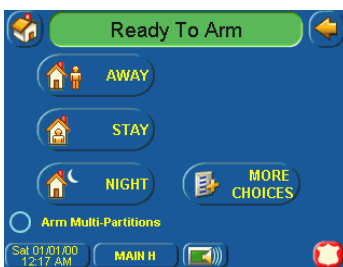 Ready To Arm
AWAY
STAY
NIGHT
MORE
CHOICES
Arm Multi-Partitions
Sat 01/01/00
12:17 AM
MAIN H